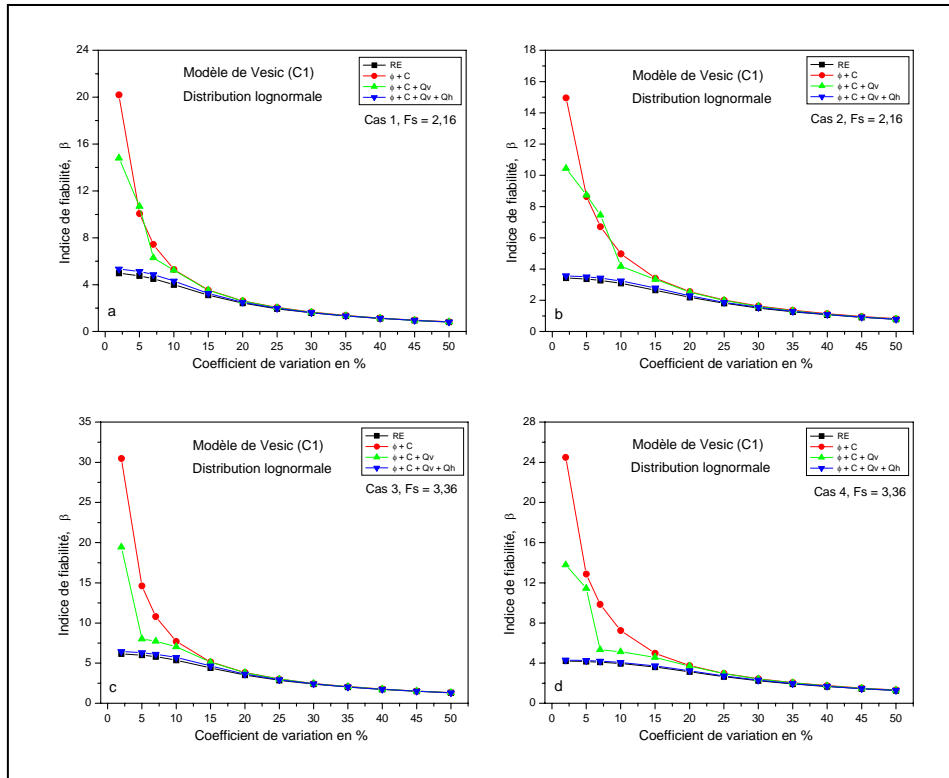 24
20
16
12
8
4
0
Indice de fiabilité, β
Modèle de Vesic (C1)
Distribution lognormale
RE
ϕ + C
ϕ + C + Qv
ϕ + C + Qv + Qh
Cas 1, Fs = 2,16
a
0 5 10 15 20 25 30 35 40 45 50
Coefficient de variation en %
18
16
14
12
10
8
6
4
2
0
Indice de fiabilité, β
Modèle de Vesic (C1)
Distribution lognormale
RE
ϕ + C
ϕ + C + Qv
ϕ + C + Qv + Qh
Cas 2, Fs = 2,16
b
0 5 10 15 20 25 30 35 40 45 50
Coefficient de variation en %
35
30
25
20
15
10
5
0
Indice de fiabilité, β
Modèle de Vesic (C1)
Distribution lognormale
RE
ϕ + C
ϕ + C + Qv
ϕ + C + Qv + Qh
Cas 3, Fs = 3,36
c
0 5 10 15 20 25 30 35 40 45 50
Coefficient de variation en %
28
24
20
16
12
8
4
0
Indice de fiabilité, β
Modèle de Vesic (C1)
Distribution lognormale
RE
ϕ + C
ϕ + C + Qv
ϕ + C + Qv + Qh
Cas 4, Fs = 3,36
d
0 5 10 15 20 25 30 35 40 45 50
Coefficient de variation en %